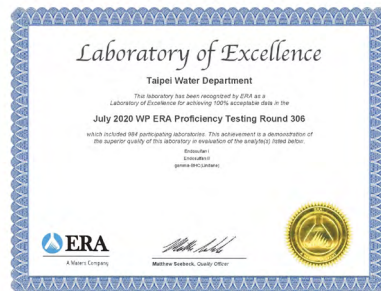 Laboratory of Excellence
Taipei Water Department
This laboratory has been recognized by ERA as a
Laboratory of Excellence for achieving 100% acceptable data in the
July 2020 WP ERA Proficiency Testing Round 306
which included 984 participating laboratories. This achievement is a demonstration of
the superior quality of this laboratory in evaluation of the analyte(s) listed below.
Endosulfan I
Endosulfan II
gamma-BHC(Lindane)
ERA
A Waters Company
Matthew Seebeck, Quality Officer